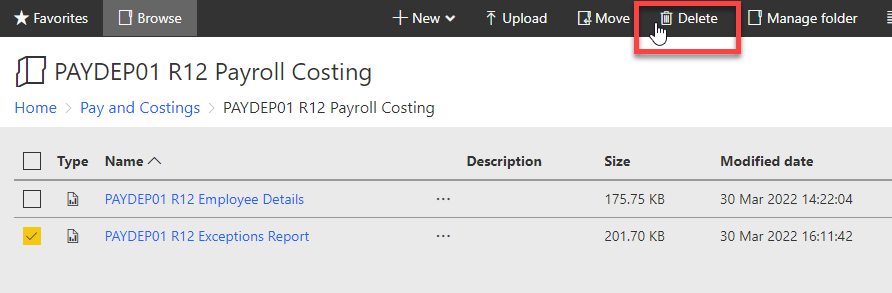 Favorites Browse New Upload Move Delete Manage folder
PAYDEP01 R12 Payroll Costing
Home > Pay and Costings > PAYDEP01 R12 Payroll Costing
Type Name Description Size Modified date
PAYDEP01 R12 Employee Details ... 175.75 KB 30 Mar 2022 14:22:04
PAYDEP01 R12 Exceptions Report ... 201.70 KB 30 Mar 2022 16:11:42